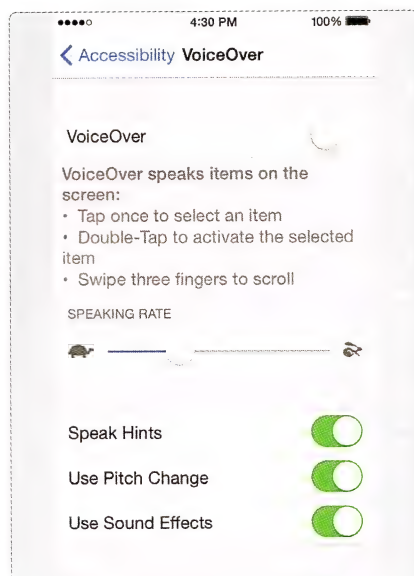 4:30 PM 100%
Accessibility VoiceOver
VoiceOver
VoiceOver speaks items on the
screen:
• Tap once to select an item
• Double-Tap to activate the selected
item
• Swipe three fingers to scroll
SPEAKING RATE
Speak Hints
Use Pitch Change
Use Sound Effects